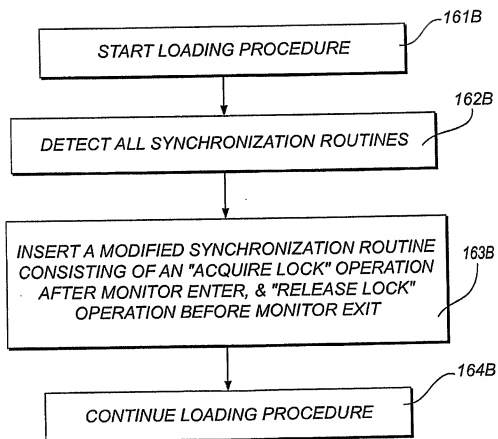 161B
START LOADING PROCEDURE
162B
DETECT ALL SYNCHRONIZATION ROUTINES
INSERT A MODIFIED SYNCHRONIZATION ROUTINE
CONSISTING OF AN "ACQUIRE LOCK" OPERATION
AFTER MONITOR ENTER, & "RELEASE LOCK"
OPERATION BEFORE MONITOR EXIT
163B
164B
CONTINUE LOADING PROCEDURE